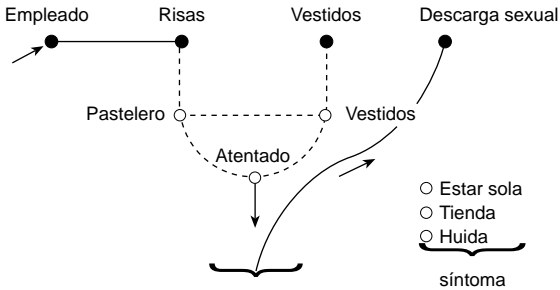 Empleado Risas Vestidos Descarga sexual
Pastelero Vestidos
Atentado
Estar sola
Tienda
Huida
síntoma